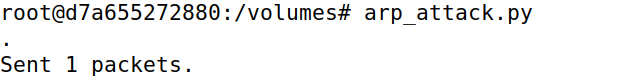 root@d7a655272880:/volumes# arp_attack.py
.
Sent 1 packets.